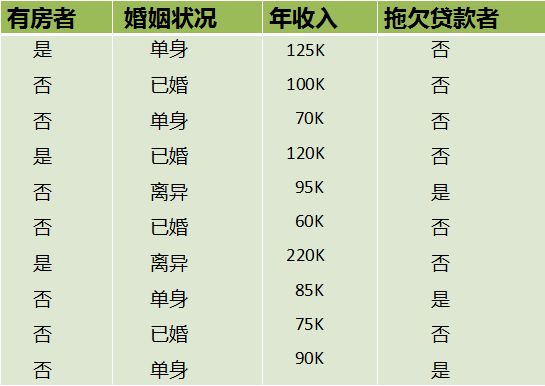 有房者 婚姻状况 年收入 拖欠贷款者
是 单身 125K 否
否 已婚 100K 否
否 单身 70K 否
是 已婚 120K 否
否 离异 95K 是
否 已婚 60K 否
是 离异 220K 否
否 单身 85K 是
否 已婚 75K 否
否 单身 90K 是